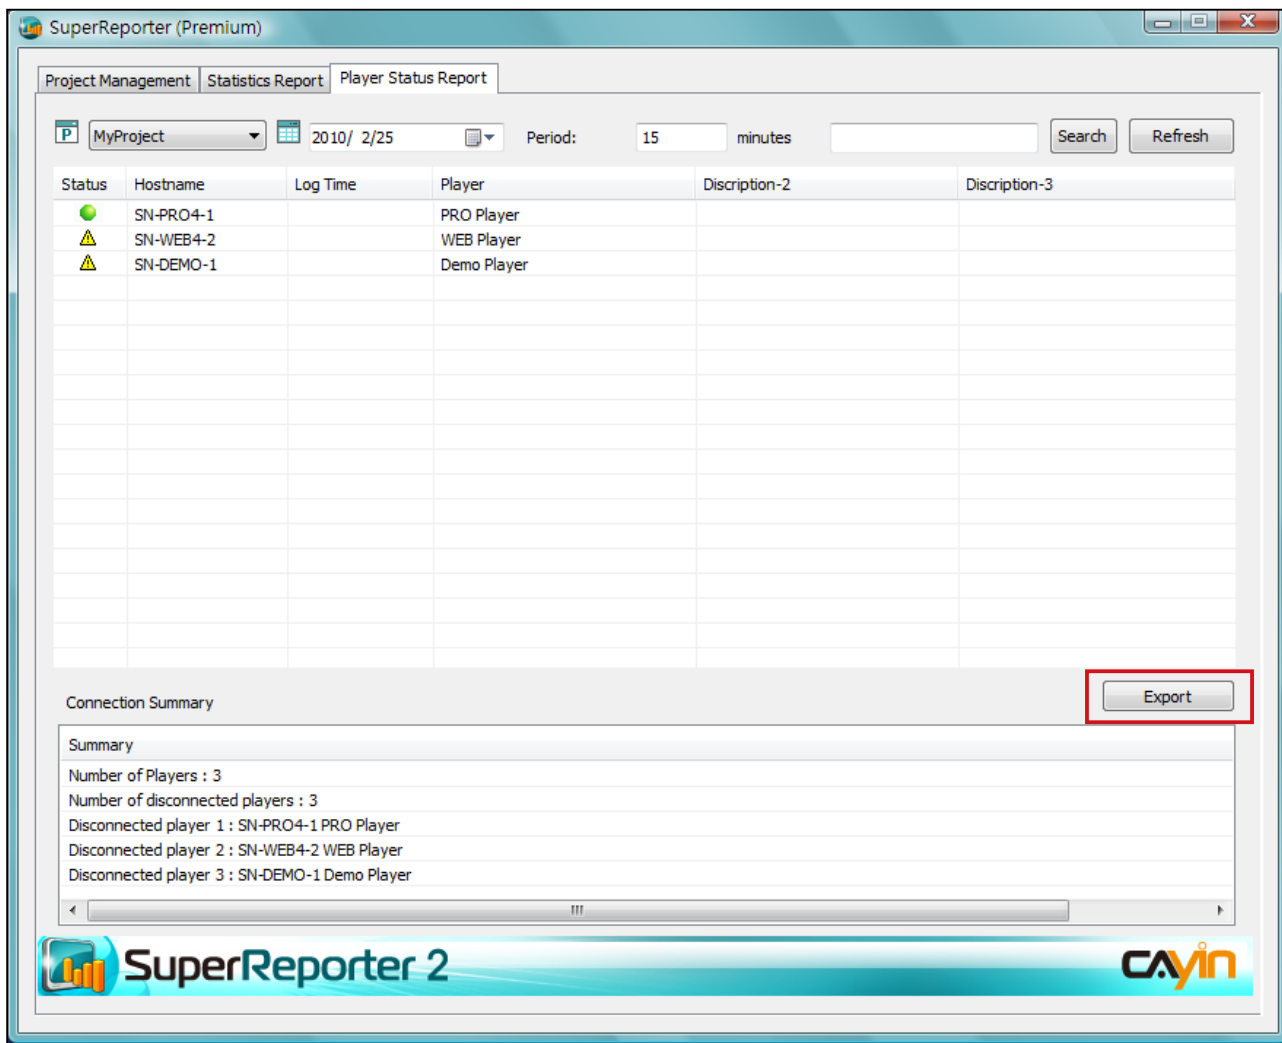 SuperReporter (Premium)
Project Management Statistics Report Player Status Report
P MyProject 2010/ 2/25 Period: 15 minutes Search Refresh
Status Hostname Log Time Player Discription-2 Discription-3
SN-PRO4-1 PRO Player
SN-WEB4-2 WEB Player
SN-DEMO-1 Demo Player
Connection Summary Export
Summary
Number of Players : 3
Number of disconnected players : 3
Disconnected player 1 : SN-PRO4-1 PRO Player
Disconnected player 2 : SN-WEB4-2 WEB Player
Disconnected player 3 : SN-DEMO-1 Demo Player
SuperReporter 2 CAYIN